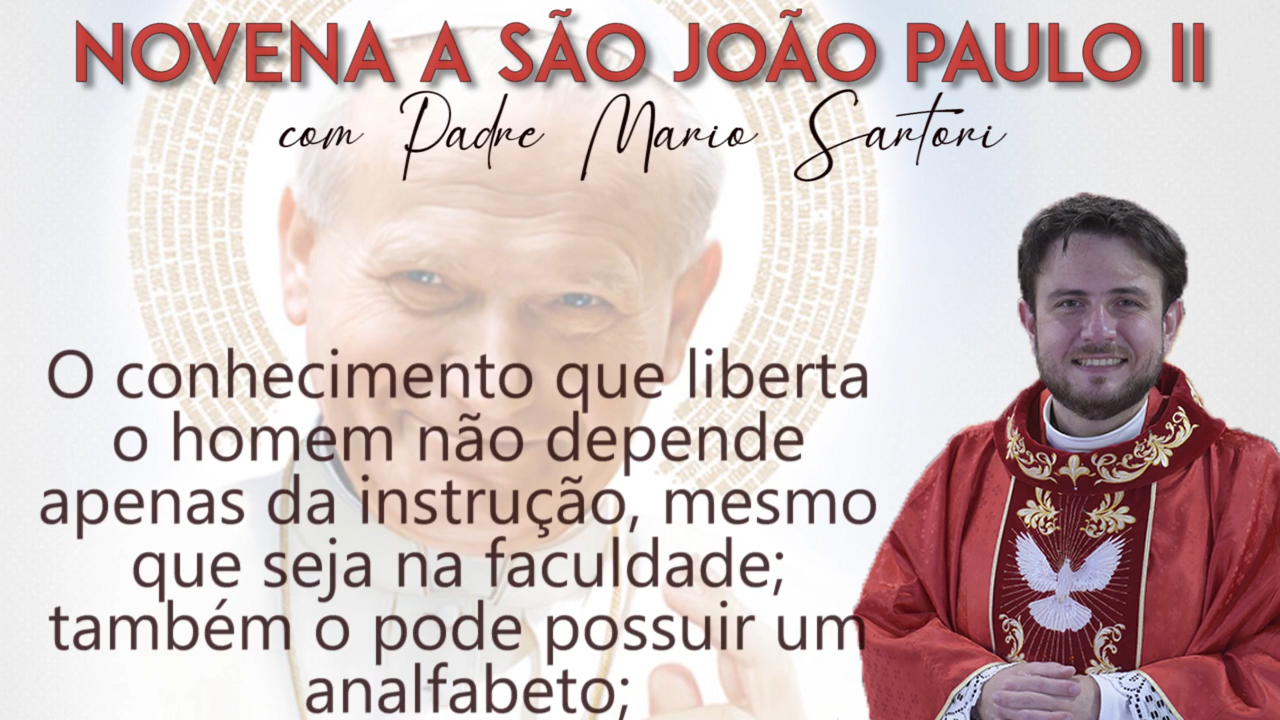 NOVENA A SÃO JOÃO PAULO II
com Padre Mario Sartori
O conhecimento que liberta
o homem não depende
apenas da instrução, mesmo
que seja na faculdade;
também o pode possuir um
analfabeto;